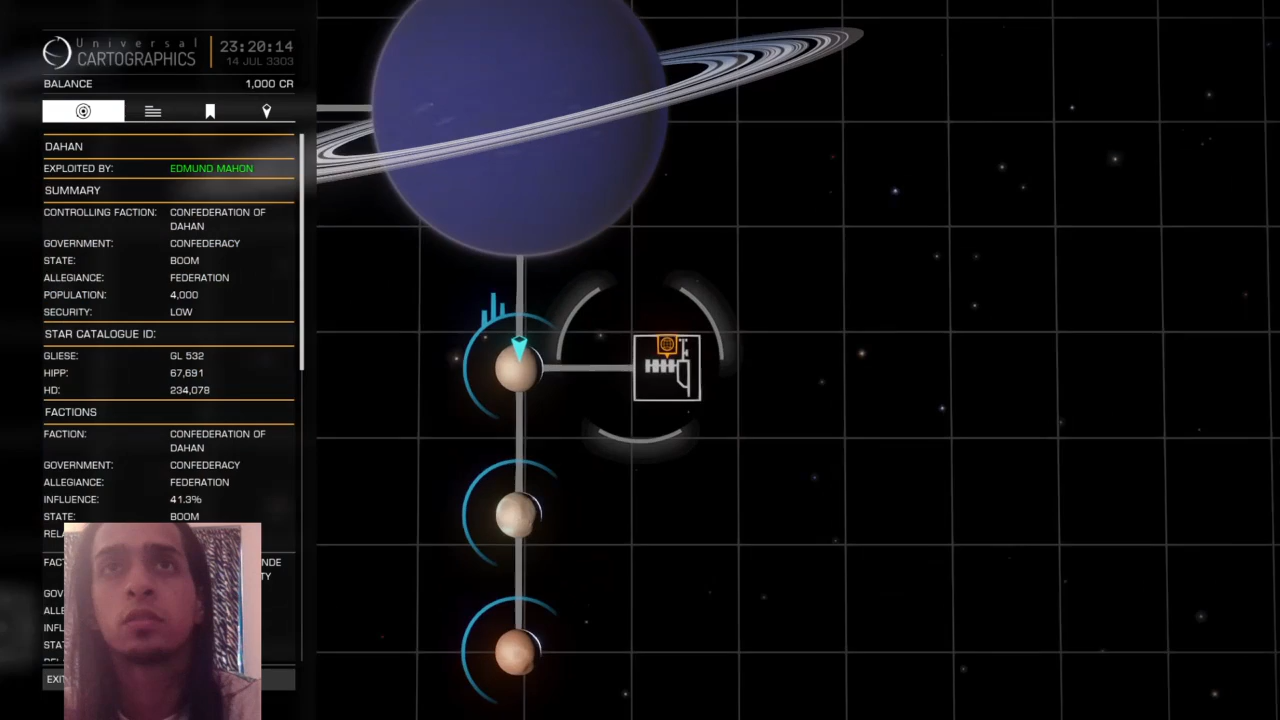 Universal
CARTOGRAPHICS
23:20:14
14 JUL 3303
BALANCE 1,000 CR
DAHAN
EXPLOITED BY: EDMUND MAHON
SUMMARY
CONTROLLING FACTION: CONFEDERATION OF
DAHAN
GOVERNMENT: CONFEDERACY
STATE: BOOM
ALLEGIANCE: FEDERATION
POPULATION: 4,000
SECURITY: LOW
STAR CATALOGUE ID:
GLIESE: GL 532
HIPP: 67,691
HD: 234,078
FACTIONS
FACTION: CONFEDERATION OF
DAHAN
GOVERNMENT: CONFEDERACY
ALLEGIANCE: FEDERATION
INFLUENCE: 41.3%
STATE: BOOM